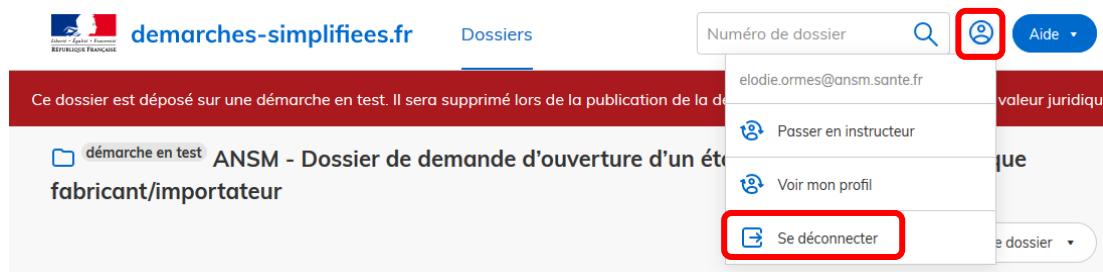 demarches-simplifiees.fr
Dossiers
Numéro de dossier
Aide
RÉPUBLIQUE FRANÇAISE
elodie.ormes@ansm.sante.fr
Ce dossier est déposé sur une démarche en test. Il sera supprimé lors de la publication de la dé valeur juridiqu
Passer en instructeur
démarche en test ANSM - Dossier de demande d’ouverture d’un éta que
fabricant/importateur
Voir mon profil
Se déconnecter
e dossier